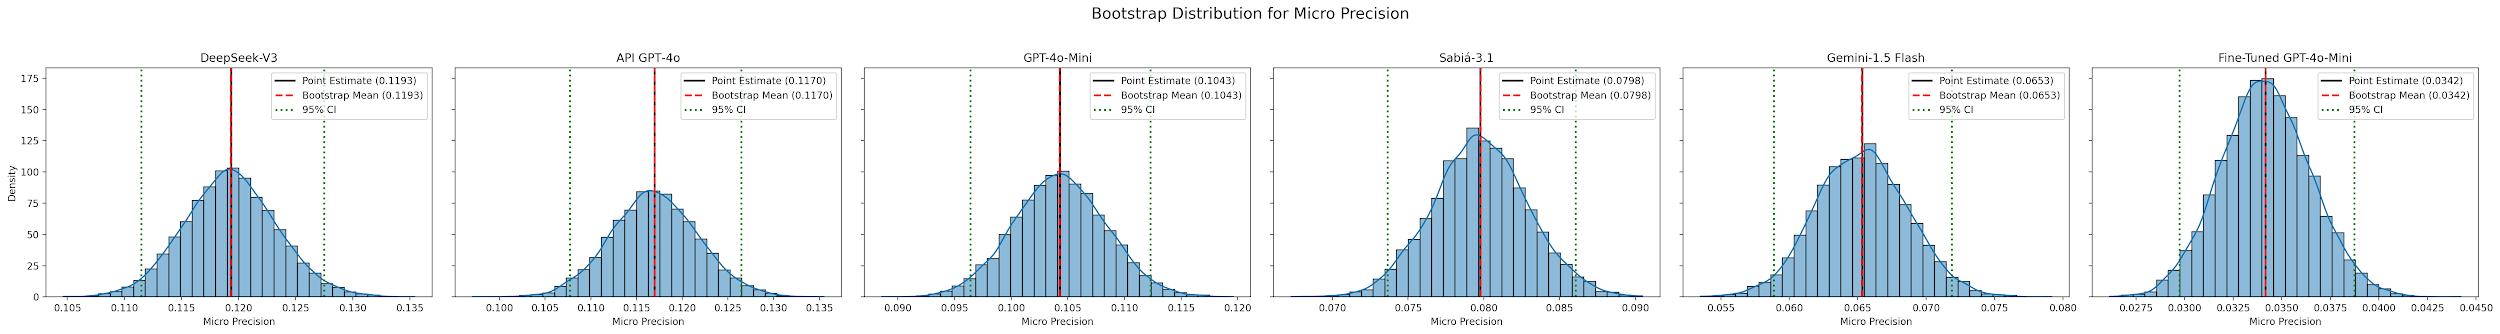 Bootstrap Distribution for Micro Precision
DeepSeek-V3
Point Estimate (0.1193)
Bootstrap Mean (0.1193)
95% CI
Density
175
150
125
100
75
50
25
0
0.105 0.110 0.115 0.120 0.125 0.130 0.135
Micro Precision
API GPT-4o
Point Estimate (0.1170)
Bootstrap Mean (0.1170)
95% CI
0.100 0.105 0.110 0.115 0.120 0.125 0.130 0.135
Micro Precision
GPT-4o-Mini
Point Estimate (0.1043)
Bootstrap Mean (0.1043)
95% CI
0.090 0.095 0.100 0.105 0.110 0.115 0.120
Micro Precision
Sabiá-3.1
Point Estimate (0.0798)
Bootstrap Mean (0.0798)
95% CI
0.070 0.075 0.080 0.085 0.090
Micro Precision
Gemini-1.5 Flash
Point Estimate (0.0653)
Bootstrap Mean (0.0653)
95% CI
0.055 0.060 0.065 0.070 0.075 0.080
Micro Precision
Fine-Tuned GPT-4o-Mini
Point Estimate (0.0342)
Bootstrap Mean (0.0342)
95% CI
0.0275 0.0300 0.0325 0.0350 0.0375 0.0400 0.0425 0.0450
Micro Precision